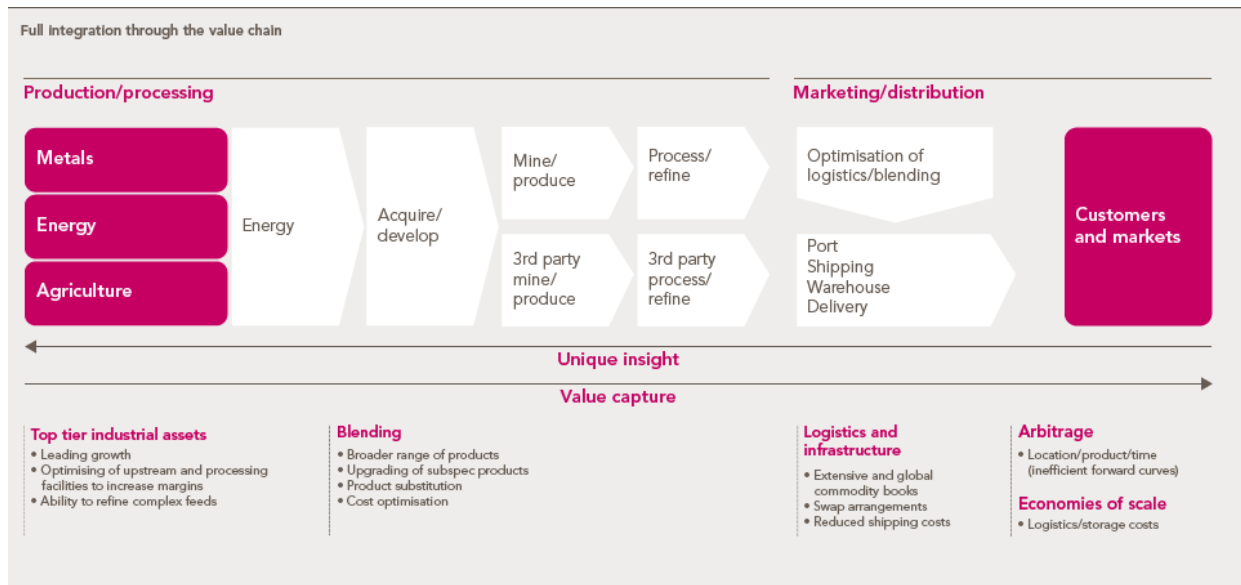 Full integration through the value chain
Production/processing
Marketing/distribution
Metals
Energy
Agriculture
Energy
Acquire/
develop
Mine/
produce
Process/
refine
3rd party
mine/
produce
3rd party
process/
refine
Optimisation of
logistics/blending
Port
Shipping
Warehouse
Delivery
Customers
and markets
Unique insight
Value capture
Top tier industrial assets
• Leading growth
• Optimising of upstream and processing
facilities to increase margins
• Ability to refine complex feeds
Blending
• Broader range of products
• Upgrading of subspec products
• Product substitution
• Cost optimisation
Logistics and
infrastructure
• Extensive and global
commodity books
• Swap arrangements
• Reduced shipping costs
Arbitrage
• Location/product/time
(inefficient forward curves)
Economies of scale
• Logistics/storage costs